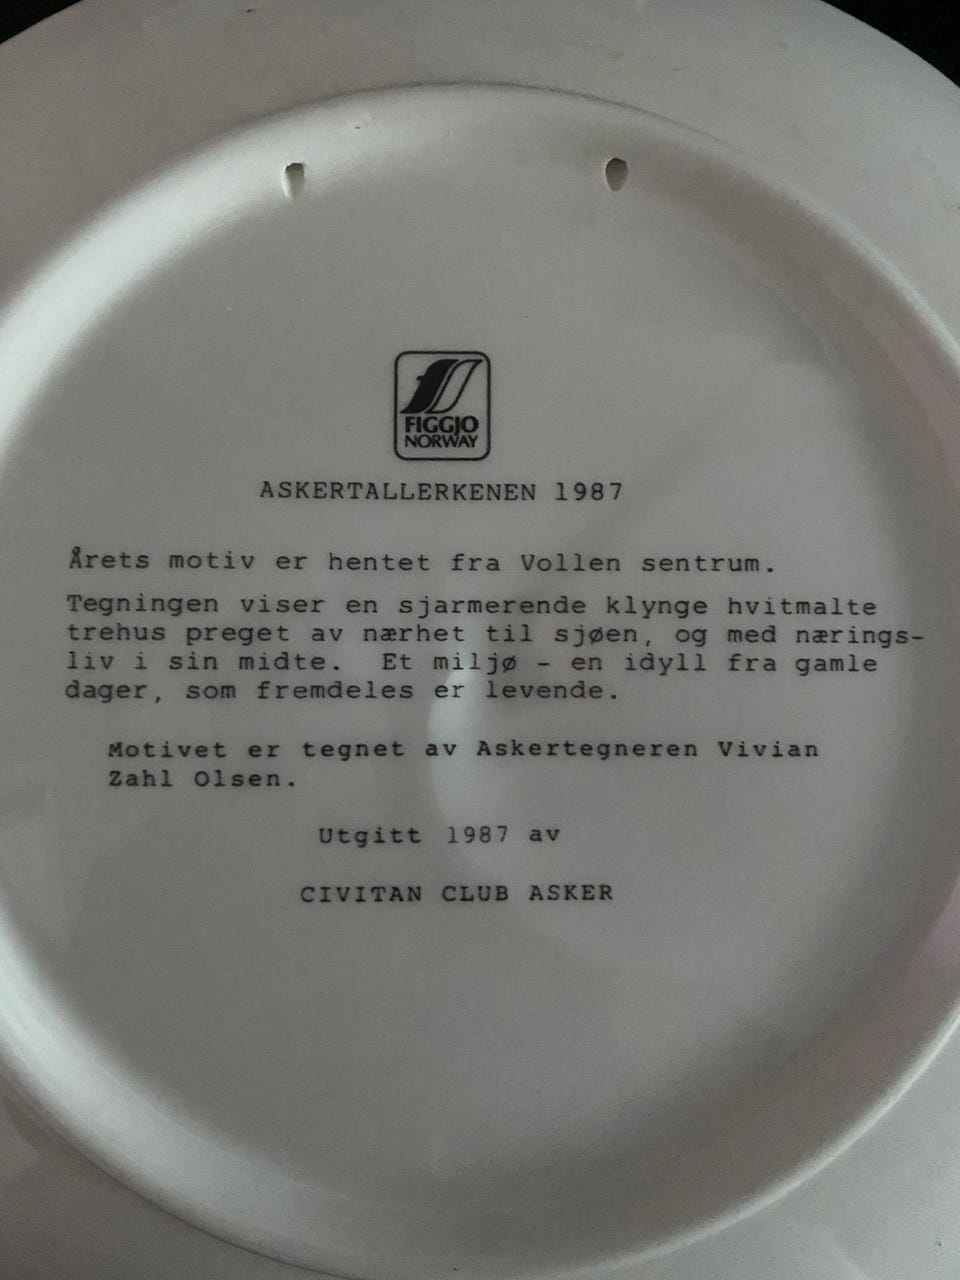 FIGGJO
NORWAY
ASKERTALLERKENEN 1987
Årets motiv er hentet fra Vollen sentrum.
Tegningen viser en sjarmerende klynge hvitmalte
trehus preget av nærhet til sjøen, og med nærings-
liv i sin midte. Et miljø - en idyll fra gamle
dager, som fremdeles er levende.
Motivet er tegnet av Askertegneren Vivian
Zahl Olsen.
Utgitt 1987 av
CIVITAN CLUB ASKER